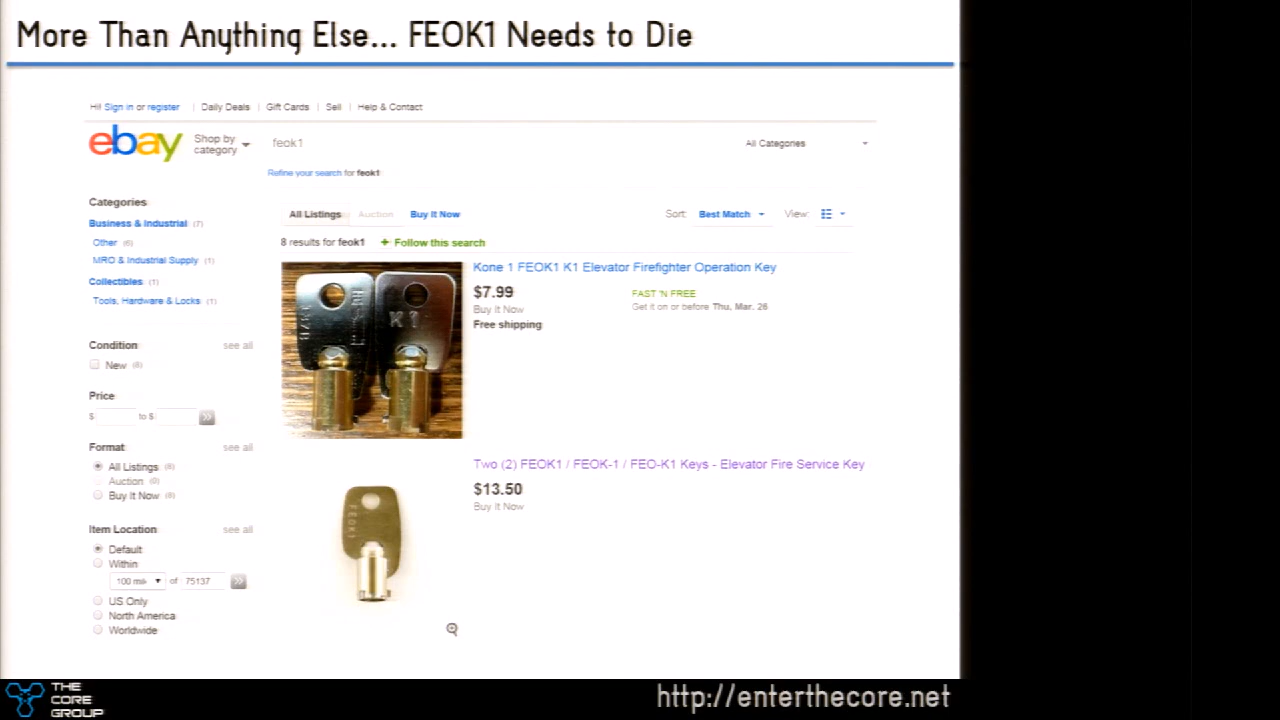 More Than Anything Else... FEOK1 Needs to Die
Hi! Sign in or register
Daily Deals
Gift Cards
Sell
Help & Contact
ebay
Shop by category
feok1
All Categories
Refine your search for feok1
Categories
Business & Industrial (7)
Other (6)
MRO & Industrial Supply (1)
Collectibles (1)
Tools, Hardware & Locks (1)
Condition see all
New (8)
Price
$ to $
Format see all
All Listings (8)
Auction (0)
Buy It Now (8)
Item Location see all
Default
Within
100 mile of 75137
US Only
North America
Worldwide
All Listings Auction Buy It Now
Sort: Best Match View:
8 results for feok1 + Follow this search
K1
Kone 1 FEOK1 K1 Elevator Firefighter Operation Key
$7.99
Buy It Now
Free shipping
FAST 'N FREE
Get it on or before Thu, Mar. 26
FEOK1
Two (2) FEOK1 / FEOK-1 / FEO-K1 Keys - Elevator Fire Service Key
$13.50
Buy It Now
THE
CORE
GROUP
http://enterthecore.net